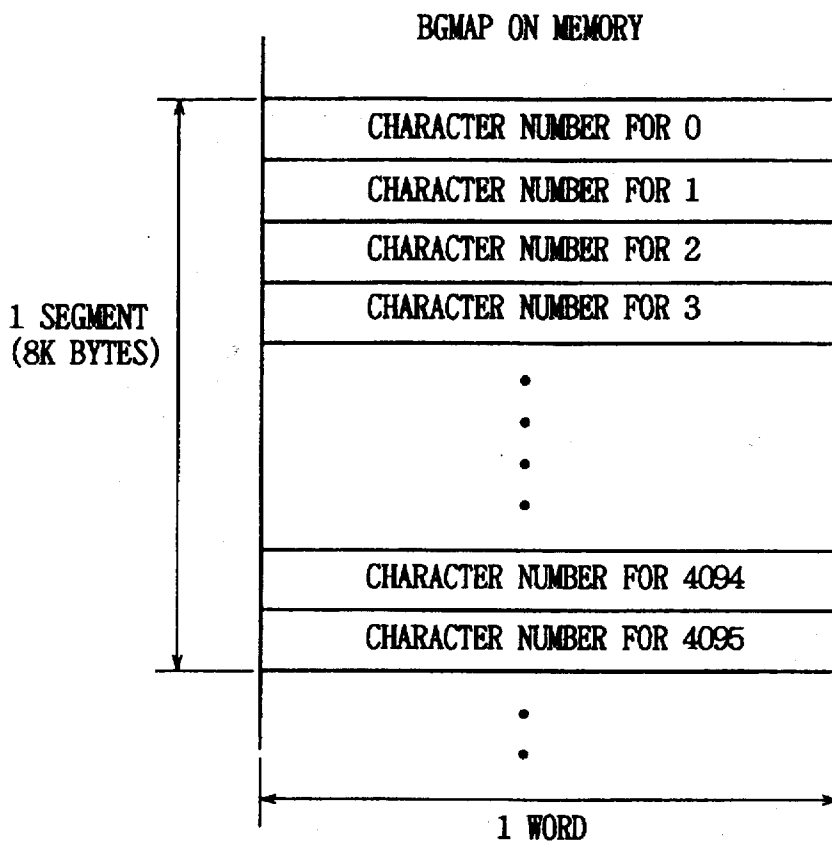 BGMAP ON MEMORY
CHARACTER NUMBER FOR 0
CHARACTER NUMBER FOR 1
CHARACTER NUMBER FOR 2
CHARACTER NUMBER FOR 3
1 SEGMENT
(8K BYTES)
CHARACTER NUMBER FOR 4094
CHARACTER NUMBER FOR 4095
1 WORD